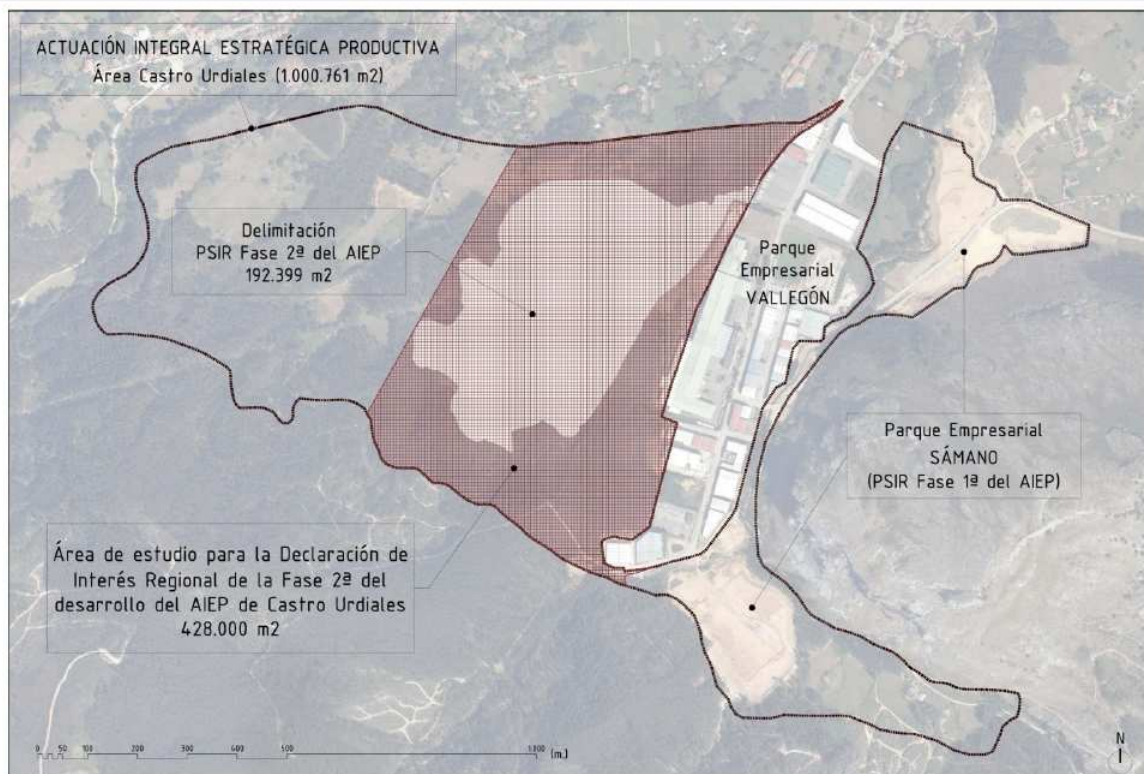 ACTUACIÓN INTEGRAL ESTRATÉGICA PRODUCTIVA
Área Castro Urdiales (1.000.761 m2)
Delimitación
PSIR Fase 2ª del AIEP
192.399 m2
Parque
Empresarial
VALLEGÓN
Parque Empresarial
SÁMANO
(PSIR Fase 1ª del AIEP)
Área de estudio para la Declaración de
Interés Regional de la Fase 2ª del
desarrollo del AIEP de Castro Urdiales
428.000 m2
0 50 100 200 300 400 500 1.000 (m.)
N